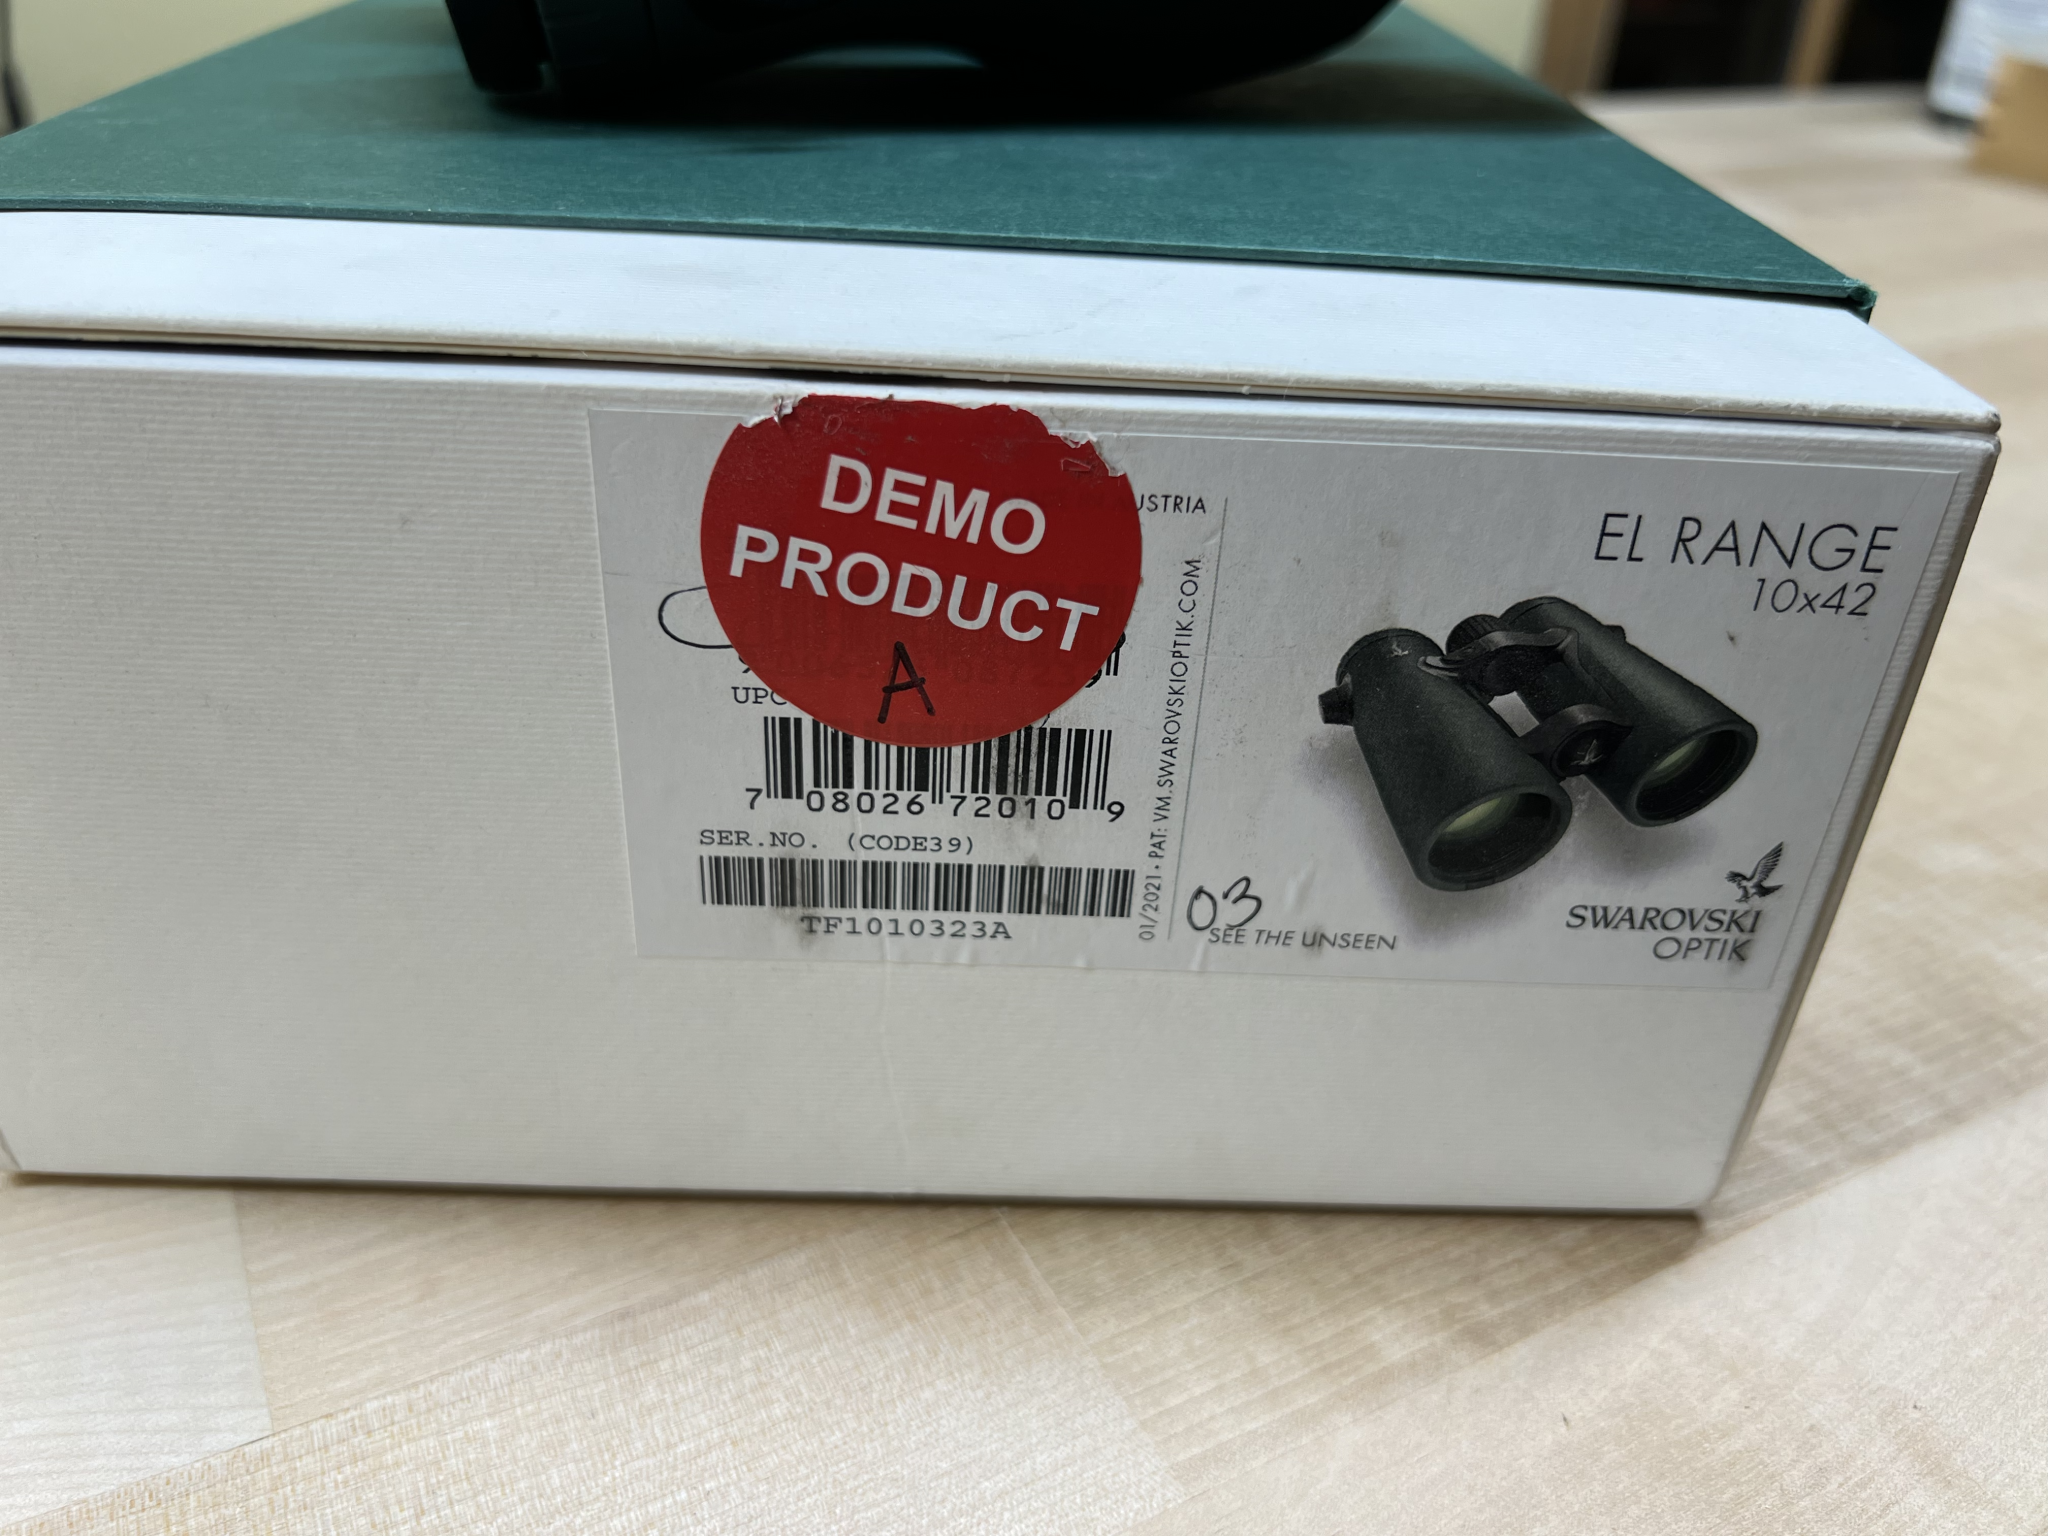 DEMO
PRODUCT
A
UPC
7 08026 72010 9
SER.NO. (CODE39)
TF1010323A
USTRIA
01/2021 • PAT: VM.SWAROVSKIOPTIK.COM
EL RANGE
10x42
03
SEE THE UNSEEN
SWAROVSKI
OPTIK